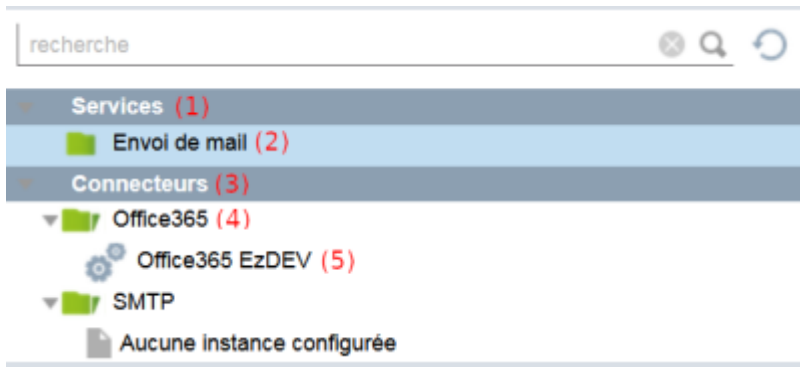 recherche
Services (1)
Envoi de mail (2)
Connecteurs (3)
Office365 (4)
Office365 EzDEV (5)
SMTP
Aucune instance configurée